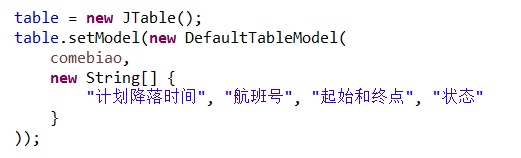 table = new JTable();
table.setModel(new DefaultTableModel(
comebiao,
new String[] {
"计划降落时间", "航班号", "起始和终点", "状态"
}
));